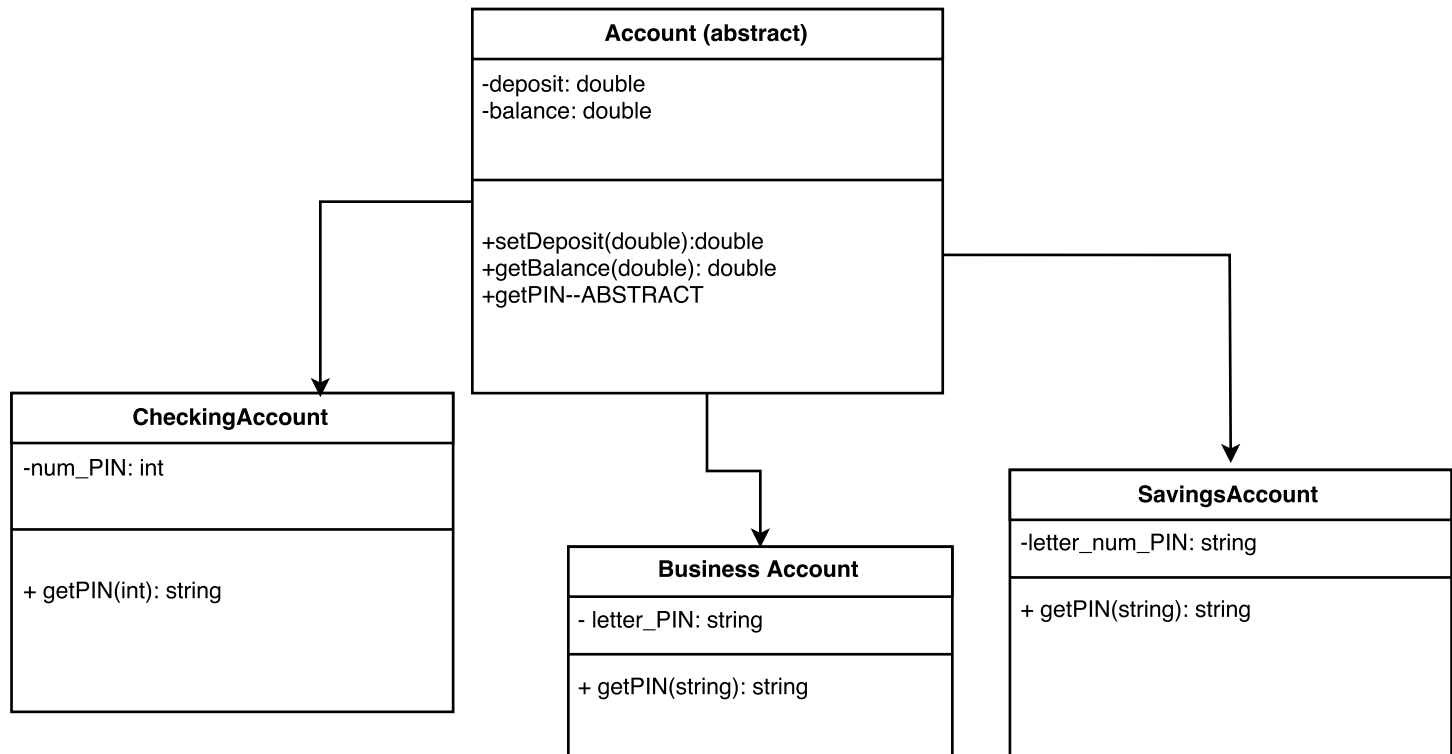 Account (abstract)
-deposit: double
-balance: double
+setDeposit(double):double
+getBalance(double): double
+getPIN--ABSTRACT
CheckingAccount
-num_PIN: int
+ getPIN(int): string
Business Account
- letter_PIN: string
+ getPIN(string): string
SavingsAccount
-letter_num_PIN: string
+ getPIN(string): string